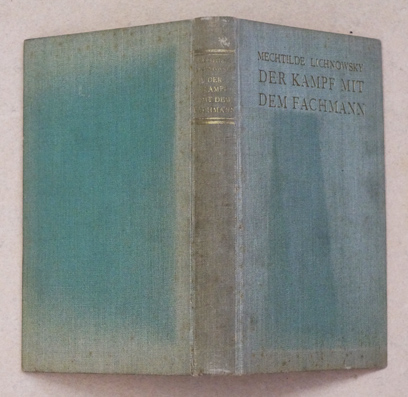 MECHTILDE LICHNOWSKY
DER KAMPF MIT
DEM FACHMANN
DER
KAMPF
MIT DEM
FACHMANN